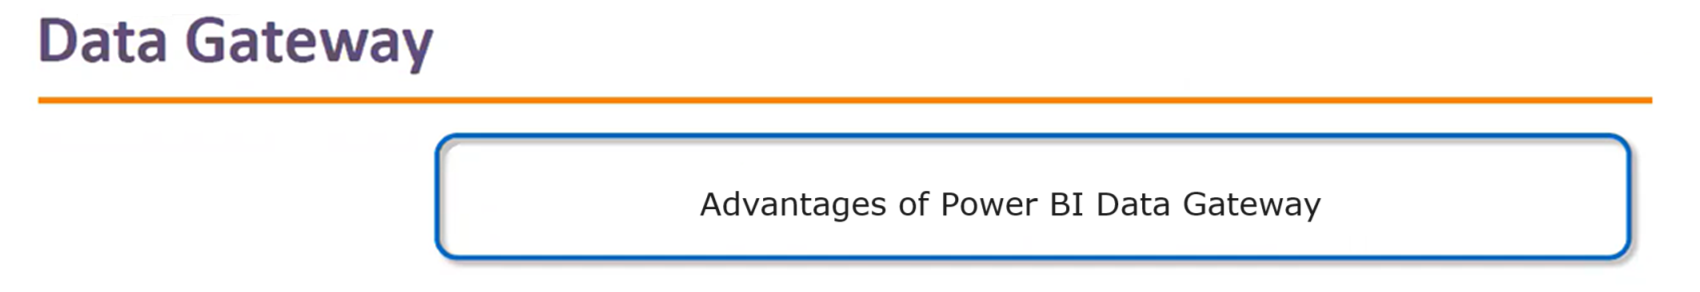 Data Gateway
Advantages of Power BI Data Gateway